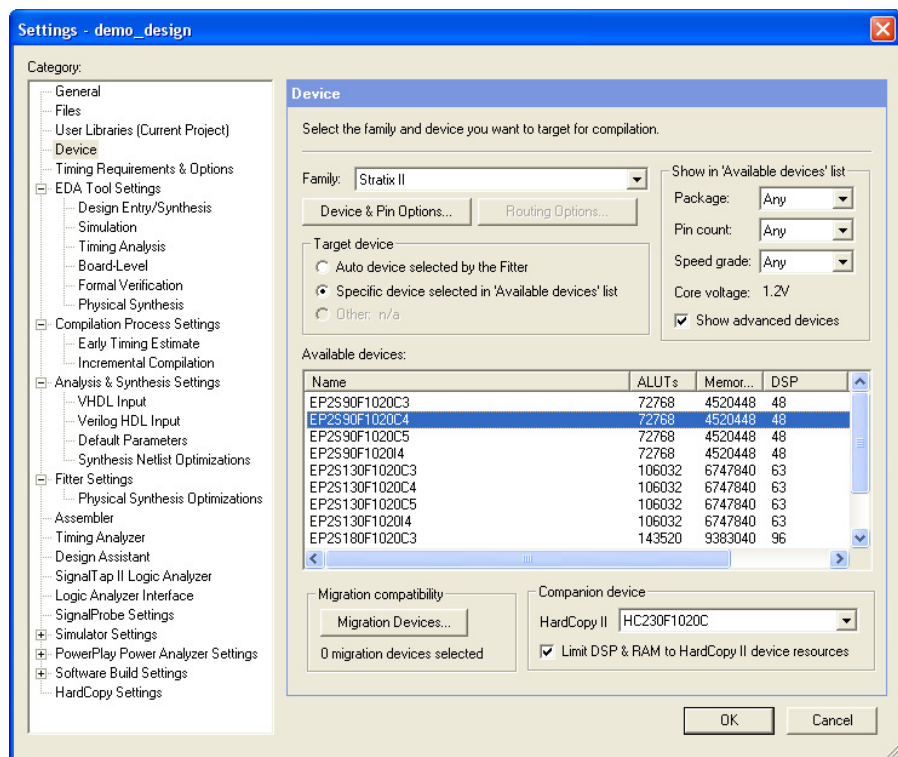 Settings - demo_design
Category:
General
Files
User Libraries (Current Project)
Device
Timing Requirements & Options
EDA Tool Settings
Design Entry/Synthesis
Simulation
Timing Analysis
Board-Level
Formal Verification
Physical Synthesis
Compilation Process Settings
Early Timing Estimate
Incremental Compilation
Analysis & Synthesis Settings
VHDL Input
Verilog HDL Input
Default Parameters
Synthesis Netlist Optimizations
Fitter Settings
Physical Synthesis Optimizations
Assembler
Timing Analyzer
Design Assistant
SignalTap II Logic Analyzer
Logic Analyzer Interface
SignalProbe Settings
Simulator Settings
PowerPlay Power Analyzer Settings
Software Build Settings
HardCopy Settings
Device
Select the family and device you want to target for compilation.
Family: Stratix II
Device & Pin Options... Routing Options...
Target device
Auto device selected by the Fitter
Specific device selected in 'Available devices' list
Other: n/a
Show in 'Available devices' list
Package: Any
Pin count: Any
Speed grade: Any
Core voltage: 1.2V
Show advanced devices
Available devices:
Name ALUTs Memor... DSP
EP2S90F1020C3 72768 4520448 48
EP2S90F1020C4 72768 4520448 48
EP2S90F1020C5 72768 4520448 48
EP2S90F1020I4 72768 4520448 48
EP2S130F1020C3 106032 6747840 63
EP2S130F1020C4 106032 6747840 63
EP2S130F1020C5 106032 6747840 63
EP2S130F1020I4 106032 6747840 63
EP2S180F1020C3 143520 9383040 96
Migration compatibility
Migration Devices...
0 migration devices selected
Companion device
HardCopy II HC230F1020C
Limit DSP & RAM to HardCopy II device resources
OK Cancel